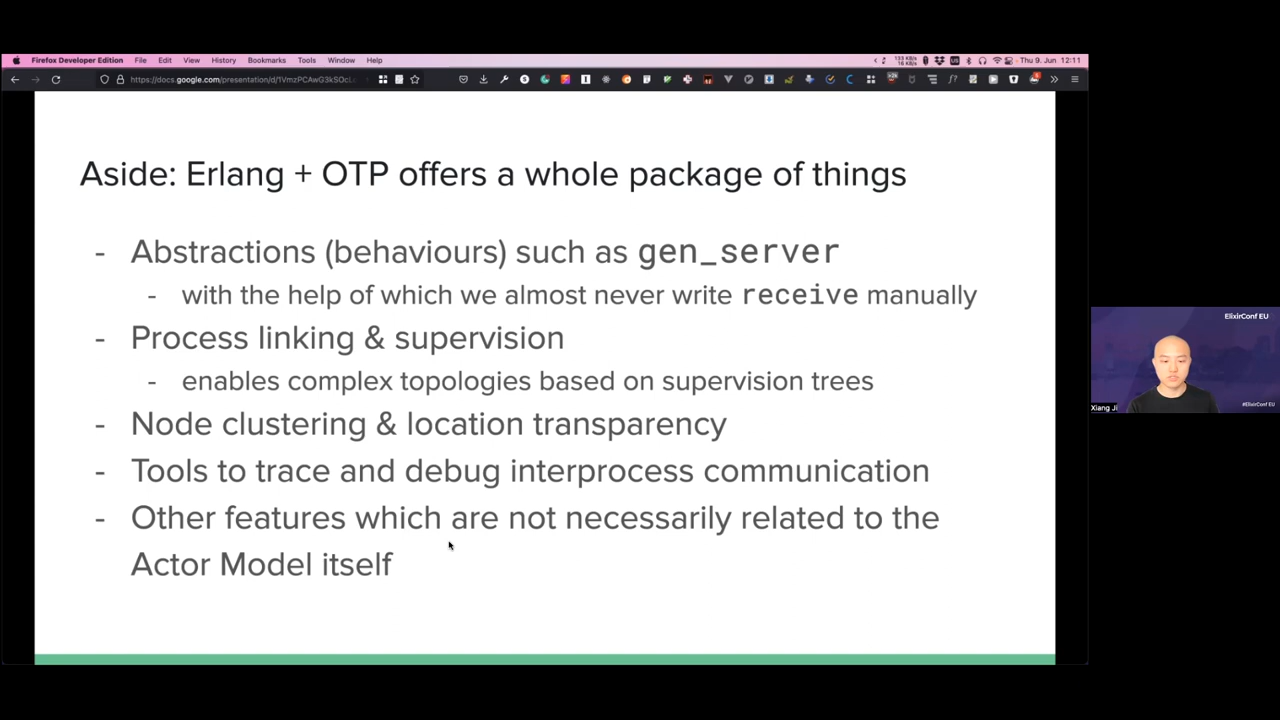 Firefox Developer Edition File Edit View History Bookmarks Tools Window Help
Thu 9. Jun 12:11
https://docs.google.com/presentation/d/1VmzPCAwG3kSOcL
Aside: Erlang + OTP offers a whole package of things
- Abstractions (behaviours) such as gen_server
- with the help of which we almost never write receive manually
- Process linking & supervision
- enables complex topologies based on supervision trees
- Node clustering & location transparency
- Tools to trace and debug interprocess communication
- Other features which are not necessarily related to the
Actor Model itself
ElixirConf EU
Xiang Ji
#ElixirConf EU